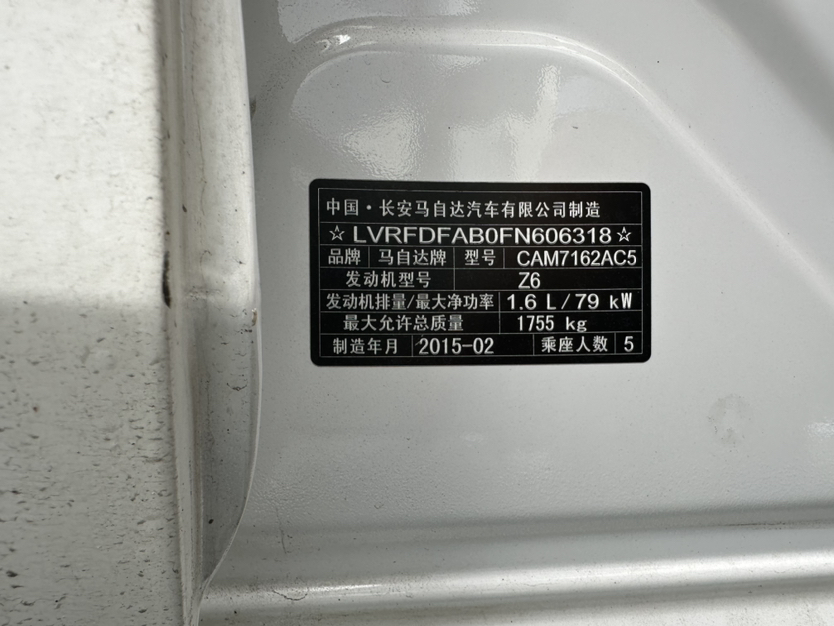 中国·长安马自达汽车有限公司制造
☆LVRFDFAB0FN606318☆
品牌 马自达牌 型号 CAM7162AC5
发动机型号 Z6
发动机排量/最大净功率 1.6 L/79 kW
最大允许总质量 1755 kg
制造年月 2015-02 乘座人数 5